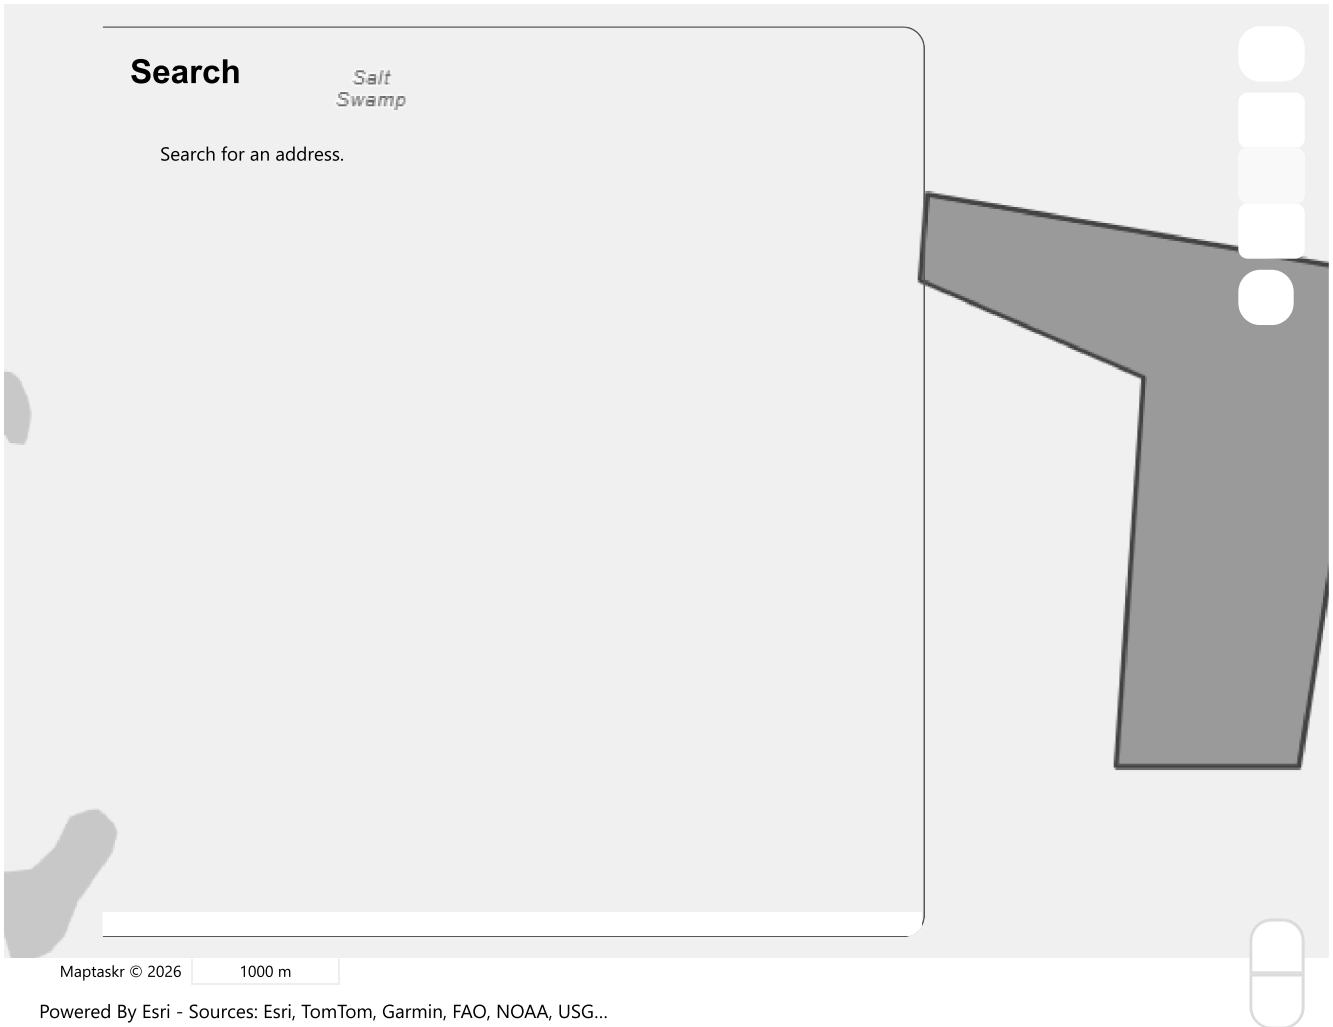 Search
Salt
Swamp
Search for an address.
Maptaskr © 2026
1000 m
Powered By Esri - Sources: Esri, TomTom, Garmin, FAO, NOAA, USG...